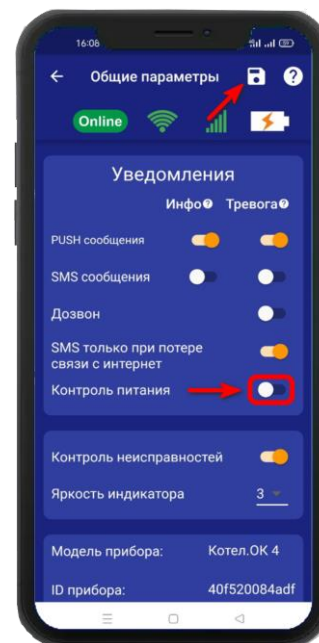 16:08
Общие параметры
?
Online
Уведомления
Инфо? Тревога?
PUSH сообщения
SMS сообщения
Дозвон
SMS только при потере
связи с интернет
Контроль питания
Контроль неисправностей
Яркость индикатора 3
Модель прибора: Котел.ОК 4
ID прибора: 40f520084adf